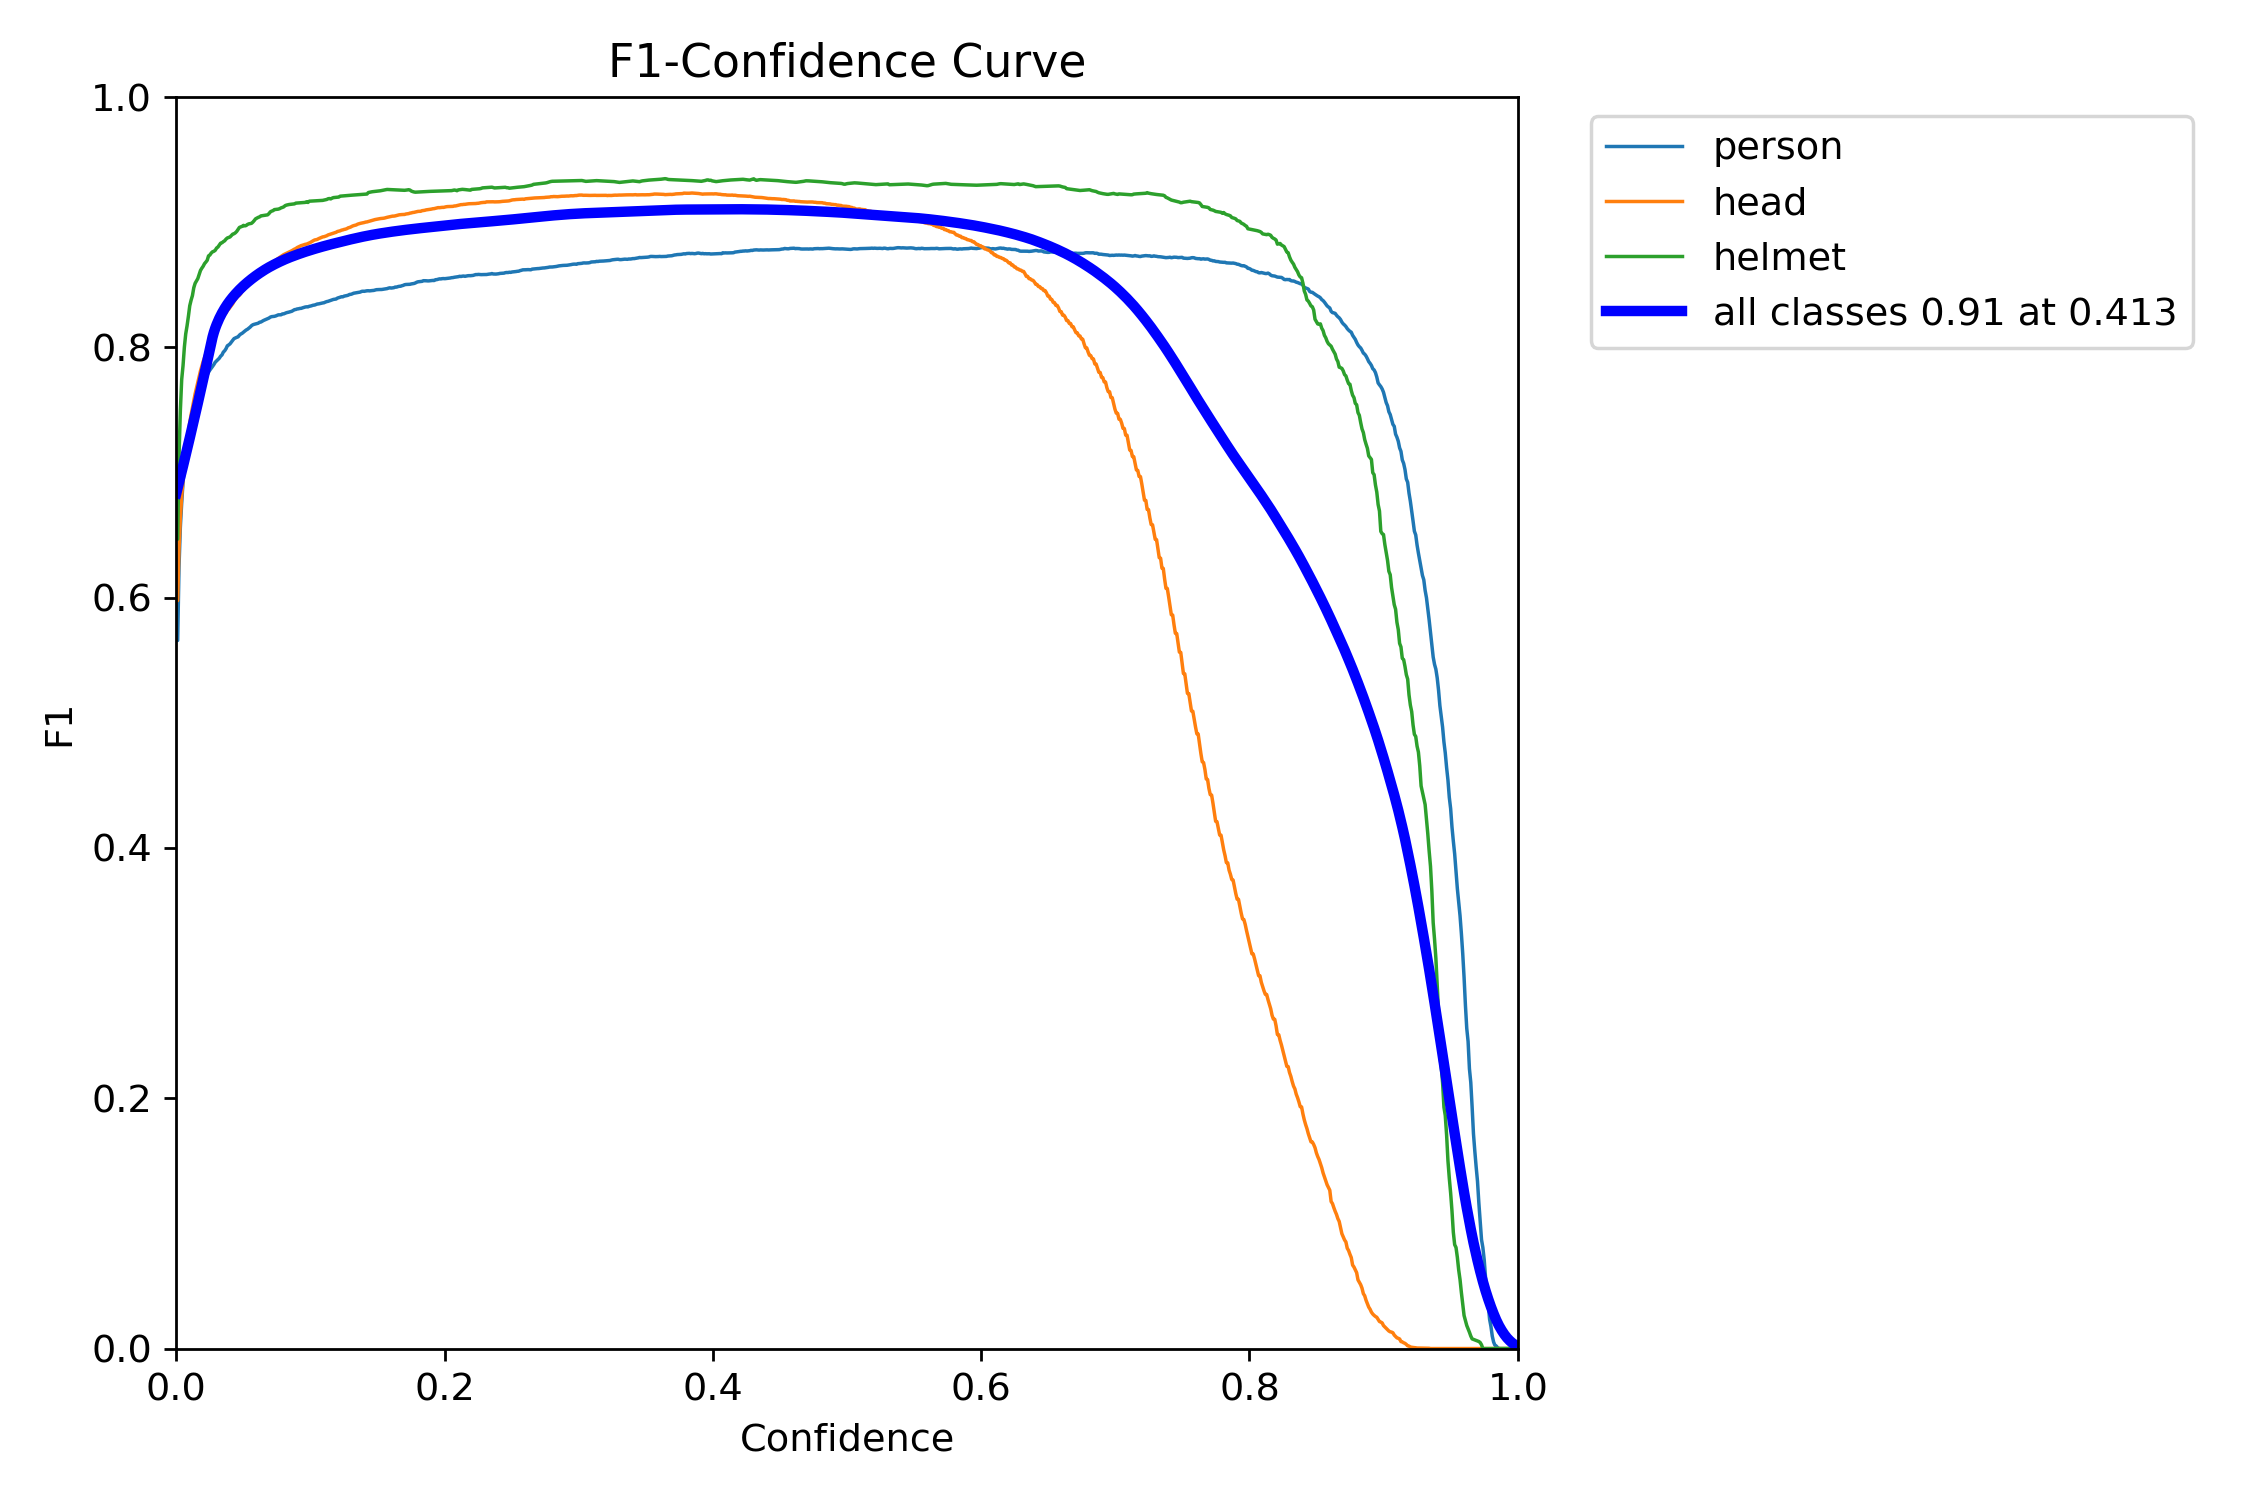 F1-Confidence Curve
1.0
0.8
0.6
0.4
0.2
0.0
F1
0.0 0.2 0.4 0.6 0.8 1.0
Confidence
person
head
helmet
all classes 0.91 at 0.413